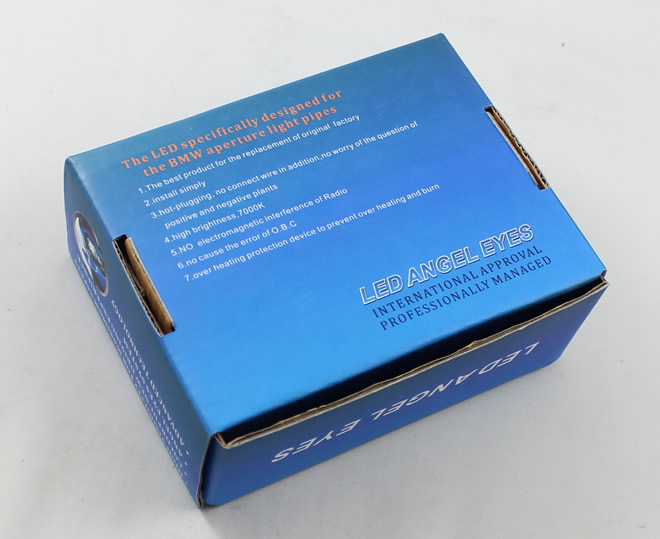 The LED specifically designed for
the BMW aperture light pipes
1.The best product for the replacement of original factory
2.install simply
3.hot-plugging, no connect wire in addition,no worry of the question of
positive and negative plants
4.high brightness,7000K
5.NO electromagnetic interference of Radio
6.no cause the error of O.B.C
7.over heating protection device to prevent over heating and burn
LED ANGEL EYES
INTERNATIONAL APPROVAL
PROFESSIONALLY MANAGED
LED ANGEL EYES